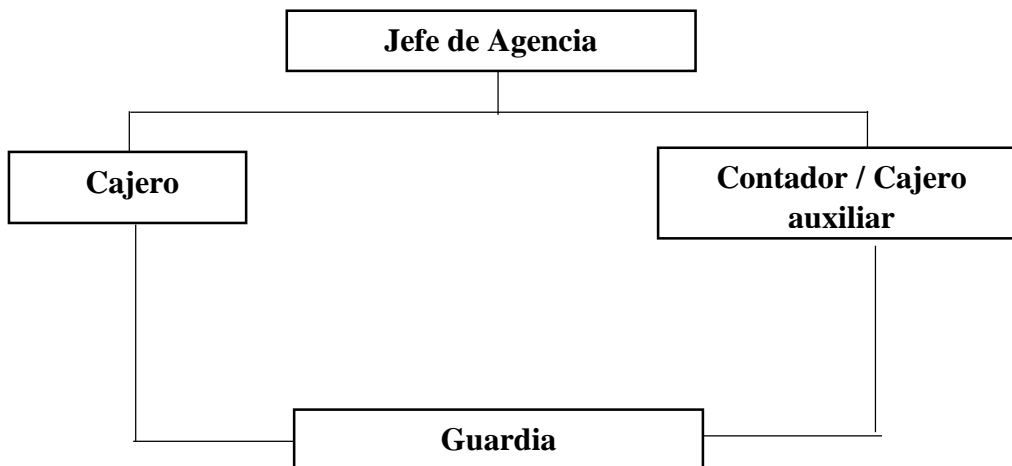 Jefe de Agencia
Cajero
Contador / Cajero
auxiliar
Guardia